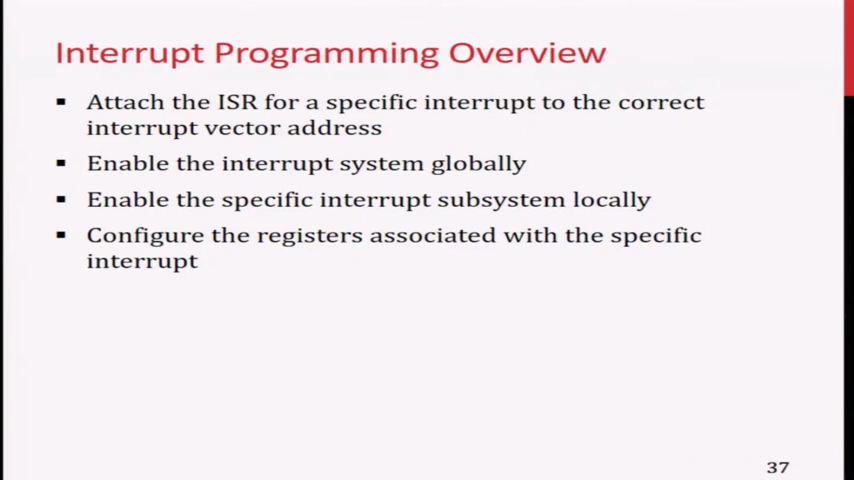 Interrupt Programming Overview
▪ Attach the ISR for a specific interrupt to the correct
interrupt vector address
▪ Enable the interrupt system globally
▪ Enable the specific interrupt subsystem locally
▪ Configure the registers associated with the specific
interrupt
37